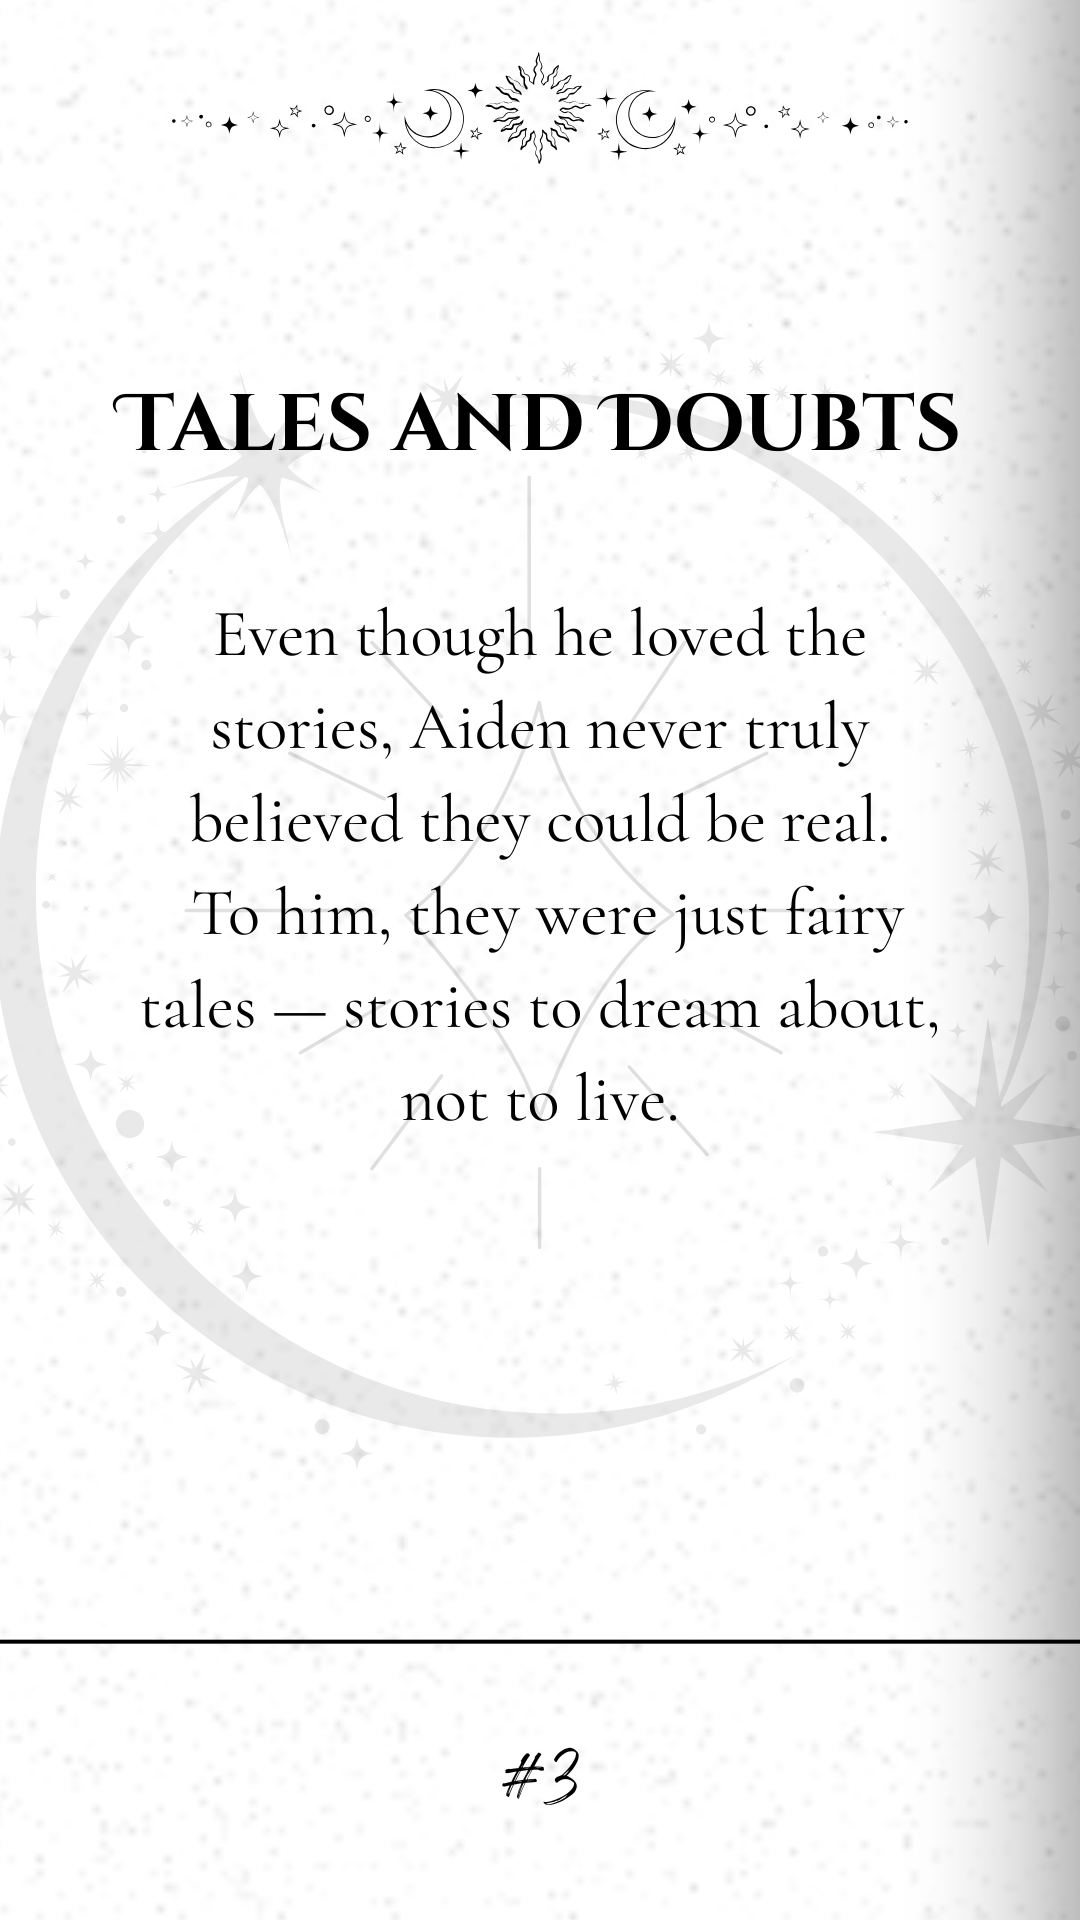 Tales and Doubts
Even though he loved the
stories, Aiden never truly
believed they could be real.
To him, they were just fairy
tales — stories to dream about,
not to live.
#3